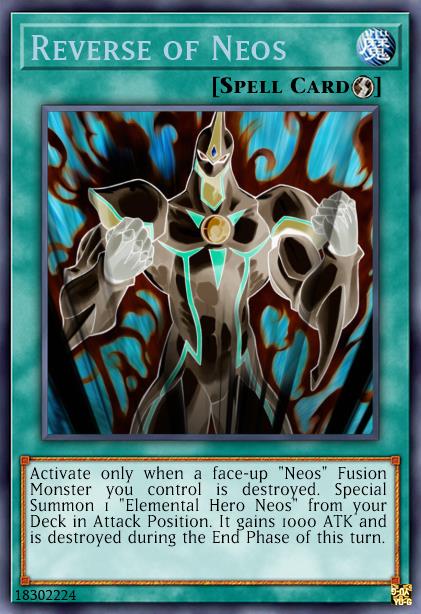 Reverse of Neos
魔
[Spell Card]
Activate only when a face-up "Neos" Fusion
Monster you control is destroyed. Special
Summon 1 "Elemental Hero Neos" from your
Deck in Attack Position. It gains 1000 ATK and
is destroyed during the End Phase of this turn.
18302224